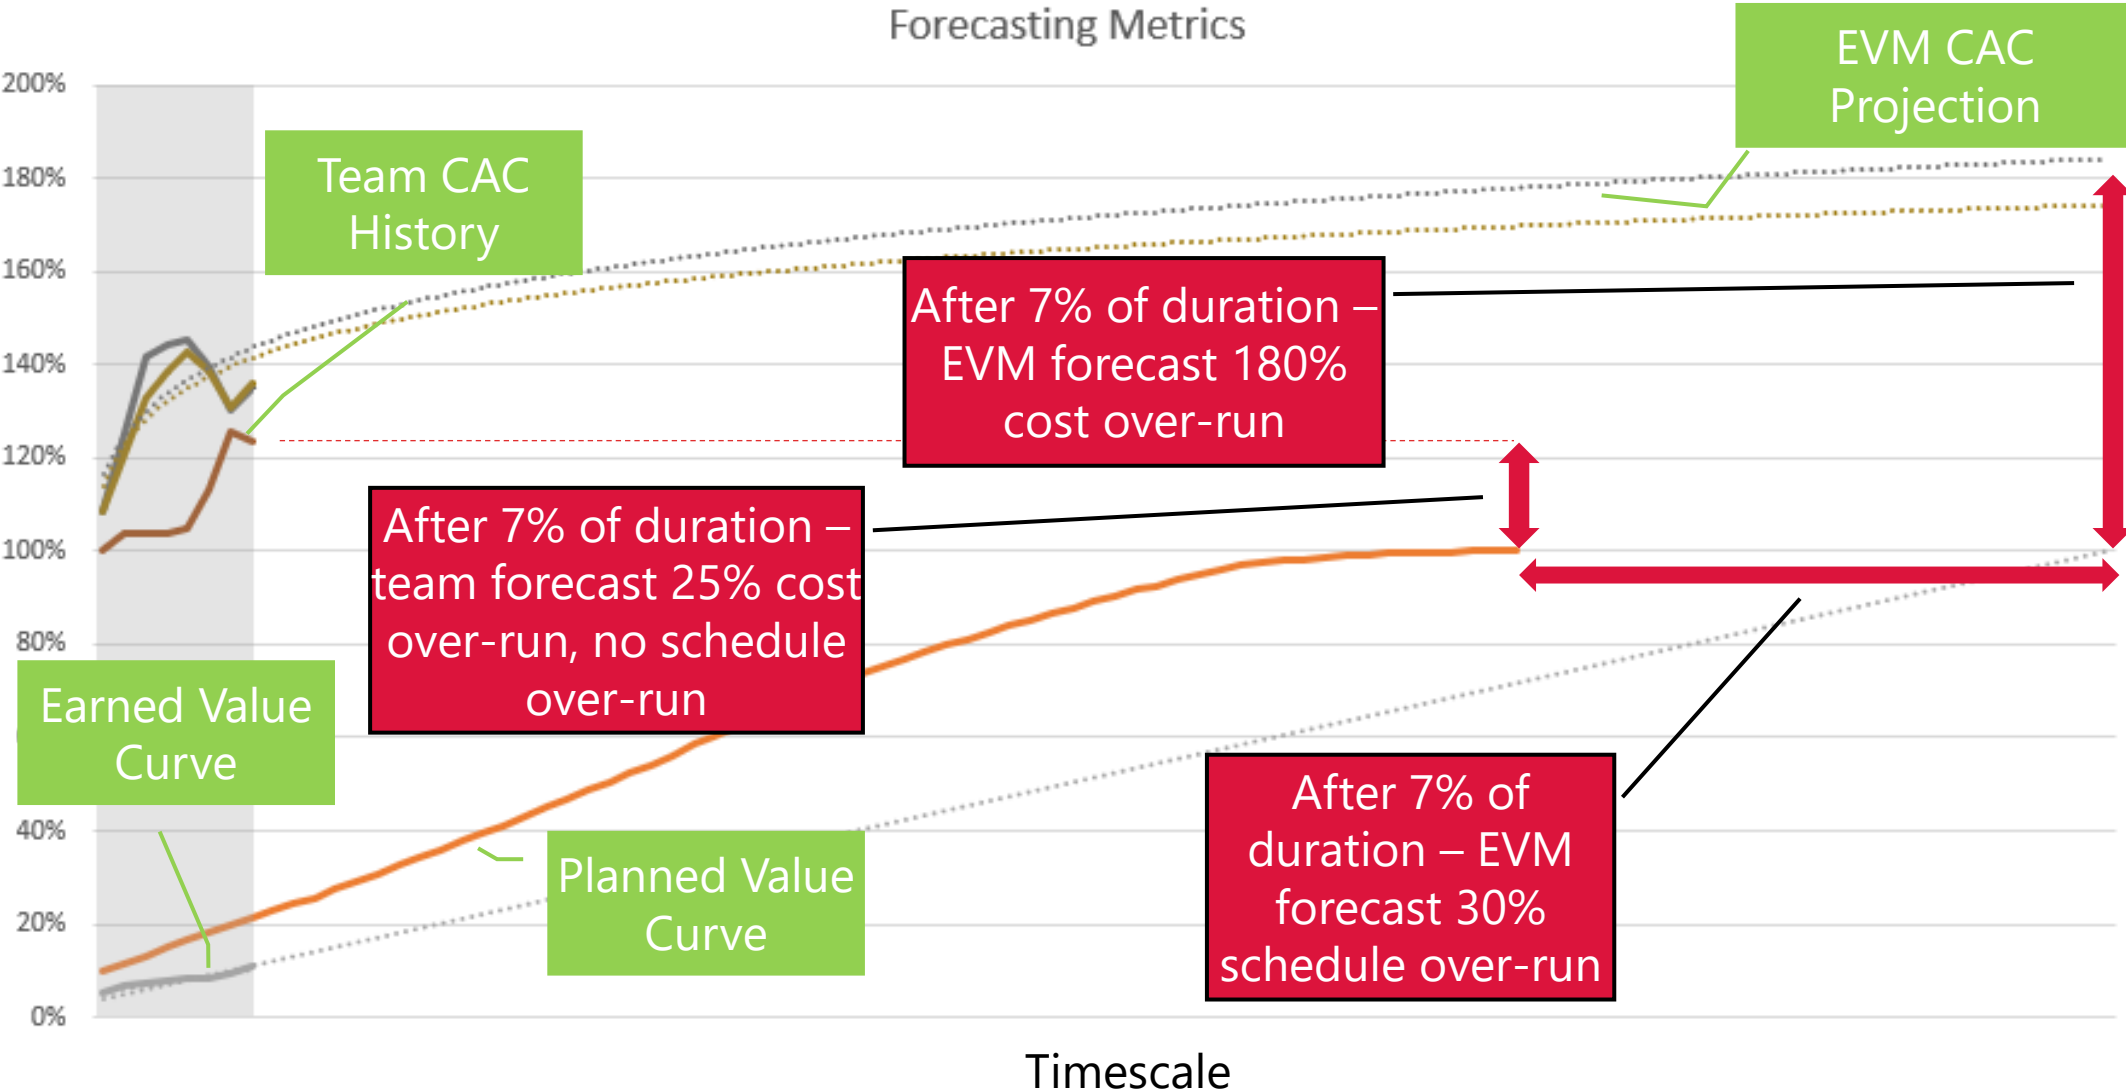 Forecasting Metrics
EVM CAC
Projection
200%
180%
160%
140%
120%
100%
80%
40%
20%
0%
Team CAC
History
After 7% of duration –
EVM forecast 180%
cost over-run
After 7% of duration –
team forecast 25% cost
over-run, no schedule
over-run
Earned Value
Curve
Planned Value
Curve
After 7% of
duration – EVM
forecast 30%
schedule over-run
Timescale